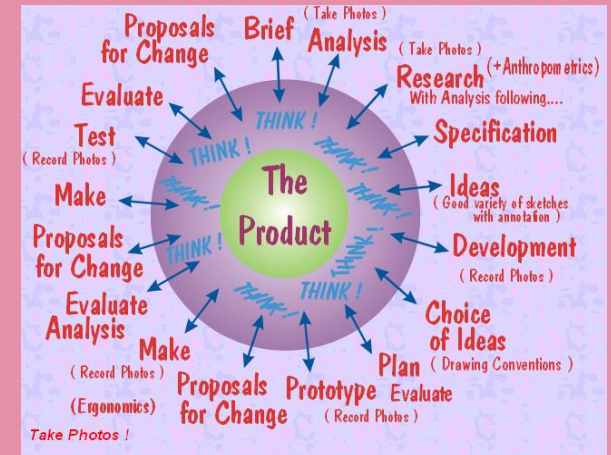 Brief
( Take Photos )
Analysis
( Take Photos )
Research (+Anthropometrics)
With Analysis following....
Specification
Ideas
( Good variety of sketches
with annotation )
Development
( Record Photos )
Choice
of Ideas
( Drawing Conventions )
Plan
Evaluate
Prototype
( Record Photos )
Proposals
for Change
Make
( Record Photos )
(Ergonomics)
Evaluate
Analysis
Proposals
for Change
Make
Test
( Record Photos )
Evaluate
Proposals
for Change
THINK !
THINK !
THINK !
THINK !
THINK !
THINK !
THINK !
THINK !
THINK !
The
Product
Take Photos !